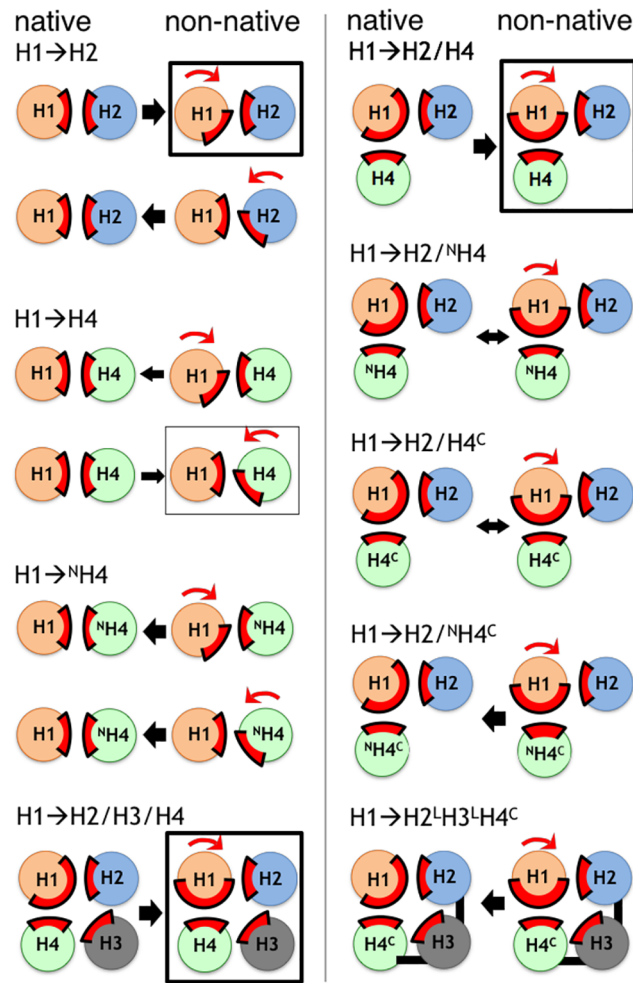 native non-native
H1→H2
H1 H2 H1 H2
H1 H2 H1 H2
H1→H4
H1 H4 H1 H4
H1 H4 H1 H4
H1→ᴺH4
H1 ᴺH4 H1 ᴺH4
H1 ᴺH4 H1 ᴺH4
H1→H2/H3/H4
H1 H2 H1 H2
H4 H3 H4 H3
native non-native
H1→H2/H4
H1 H2 H1 H2
H4 H4
H1→H2/ᴺH4
H1 H2 H1 H2
ᴺH4 ᴺH4
H1→H2/H4ᶜ
H1 H2 H1 H2
H4ᶜ H4ᶜ
H1→H2/ᴺH4ᶜ
H1 H2 H1 H2
ᴺH4ᶜ ᴺH4ᶜ
H1→H2ᴸH3ᴸH4ᶜ
H1 H2 H1 H2
H4ᶜ H3 H4ᶜ H3